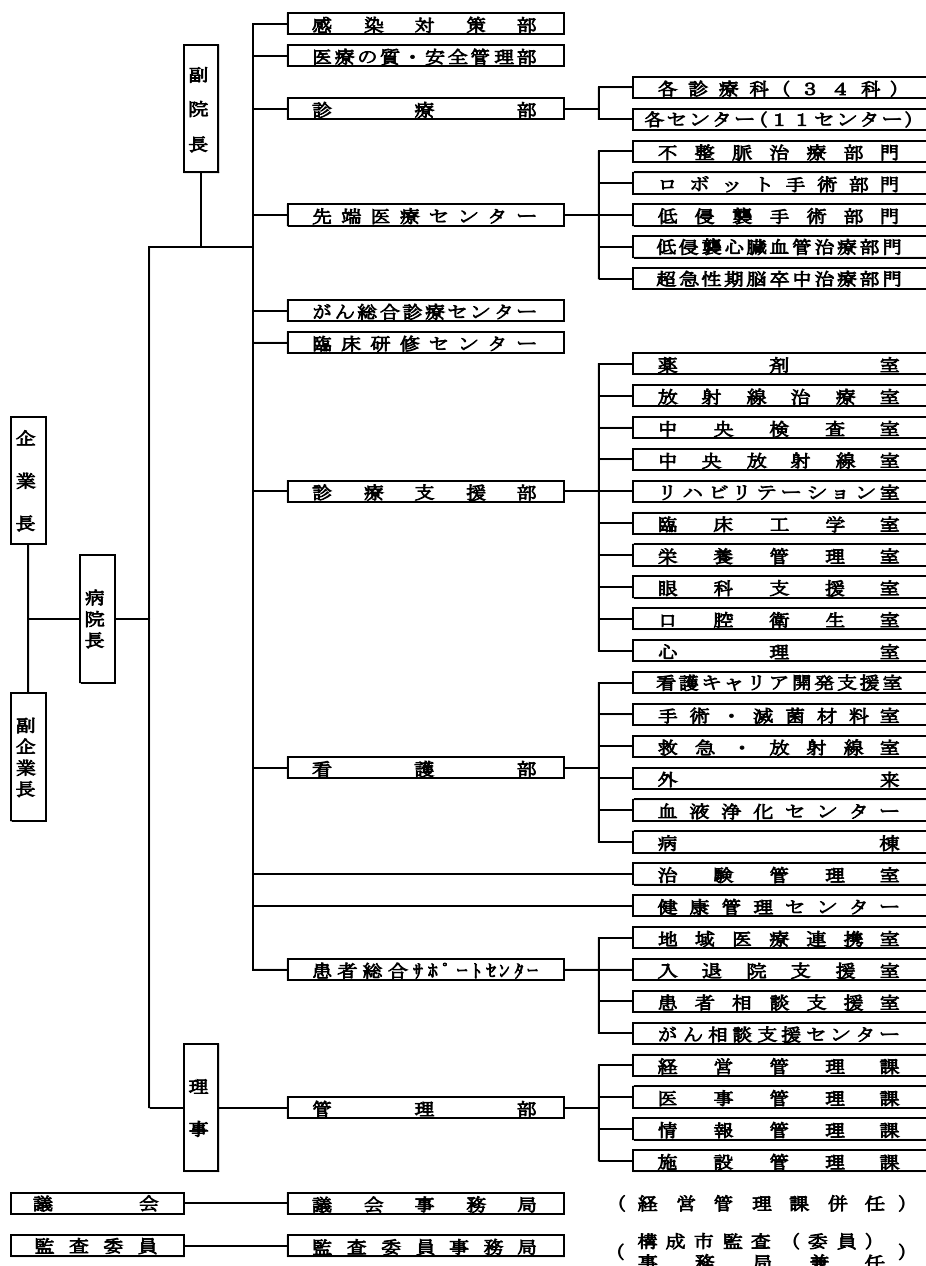 感染対策部
医療の質・安全管理部
副院長
診療部
各診療科(34科)
各センター(11センター)
先端医療センター
不整脈治療部門
ロボット手術部門
低侵襲手術部門
低侵襲心臓血管治療部門
超急性期脳卒中治療部門
がん総合診療センター
臨床研修センター
企業長
副企業長
病院長
診療支援部
薬剤室
放射線治療室
中央検査室
中央放射線室
リハビリテーション室
臨床工学室
栄養管理室
眼科支援室
口腔衛生室
心理室
看護部
看護キャリア開発支援室
手術・滅菌材料室
救急・放射線室
外来
血液浄化センター
病棟
治験管理室
健康管理センター
患者総合ｻﾎﾟｰﾄｾﾝﾀｰ
地域医療連携室
入退院支援室
患者相談支援室
がん相談支援センター
理事
管理部
経営管理課
医事管理課
情報管理課
施設管理課
議会
議会事務局
(経営管理課併任)
監査委員
監査委員事務局
(構成市監査(委員)
事務局兼任)